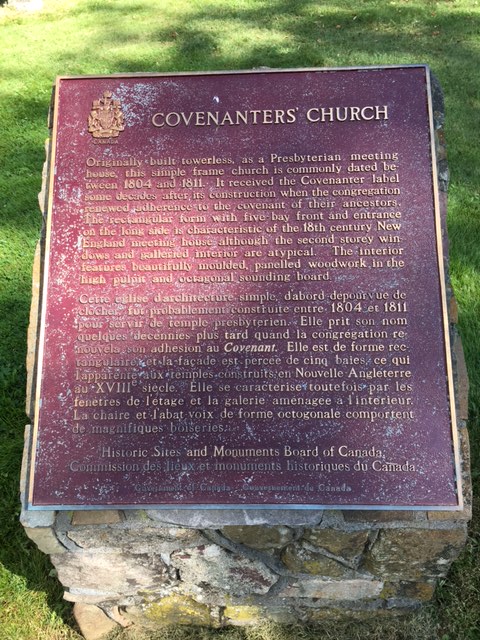 CANADA
COVENANTERS' CHURCH
Originally built towerless, as a Presbyterian meeting
house, this simple frame church is commonly dated be-
tween 1804 and 1811. It received the Covenanter label
some decades after its construction when the congregation
renewed adherence to the covenant of their ancestors.
The rectangular form with five bay front and entrance
on the long side is characteristic of the 18th century New
England meeting house although the second storey win-
dows and galleried interior are atypical. The interior
features beautifully moulded, panelled woodwork in the
high pulpit and octagonal sounding board.
Cette église d'architecture simple, d'abord dépourvue de
clocher, fut probablement construite entre 1804 et 1811
pour servir de temple presbytérien. Elle prit son nom
quelques décennies plus tard quand la congrégation re-
nouvela son adhésion au Covenant. Elle est de forme rec-
tangulaire et la façade est percée de cinq baies, ce qui
l'apparente aux temples construits en Nouvelle Angleterre
au XVIIIe siècle. Elle se caractérise toutefois par les
fenêtres de l'étage et la galerie aménagée à l'intérieur.
La chaire et l'abat-voix de forme octogonale comportent
de magnifiques boiseries.
Historic Sites and Monuments Board of Canada.
Commission des lieux et monuments historiques du Canada.
Government of Canada - Gouvernement du Canada